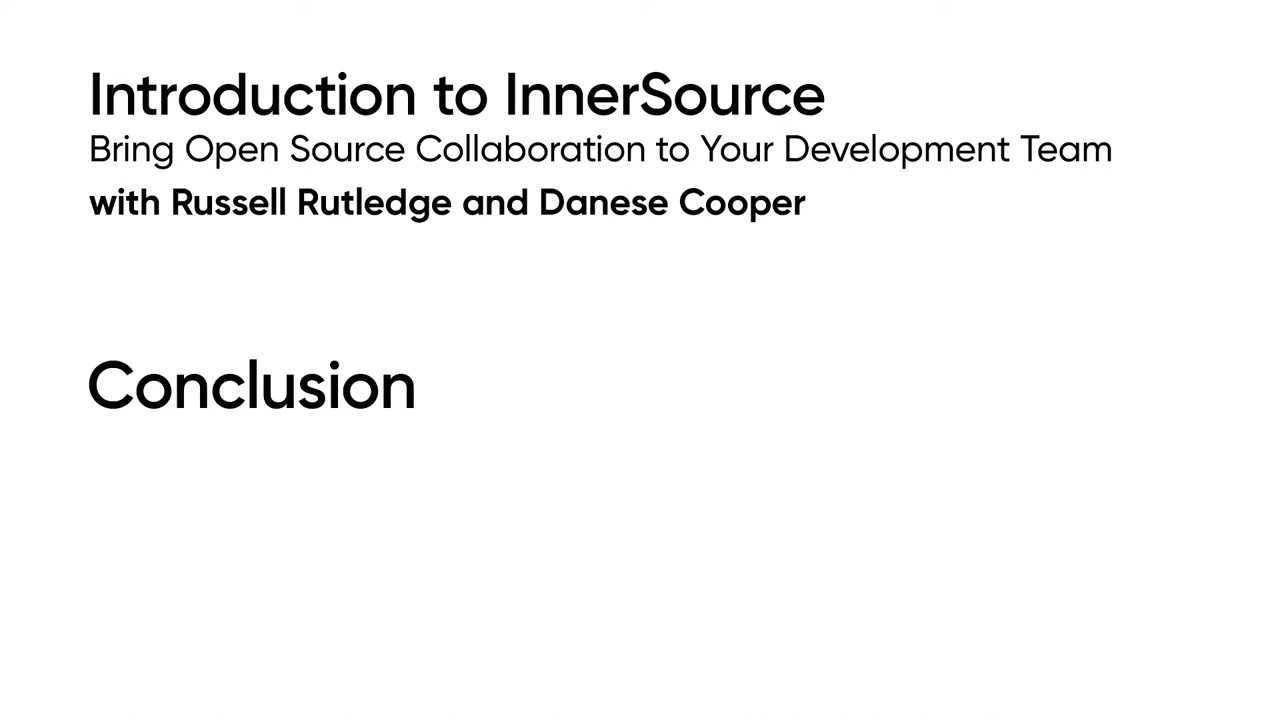 Introduction to InnerSource
Bring Open Source Collaboration to Your Development Team
with Russell Rutledge and Danese Cooper
Conclusion